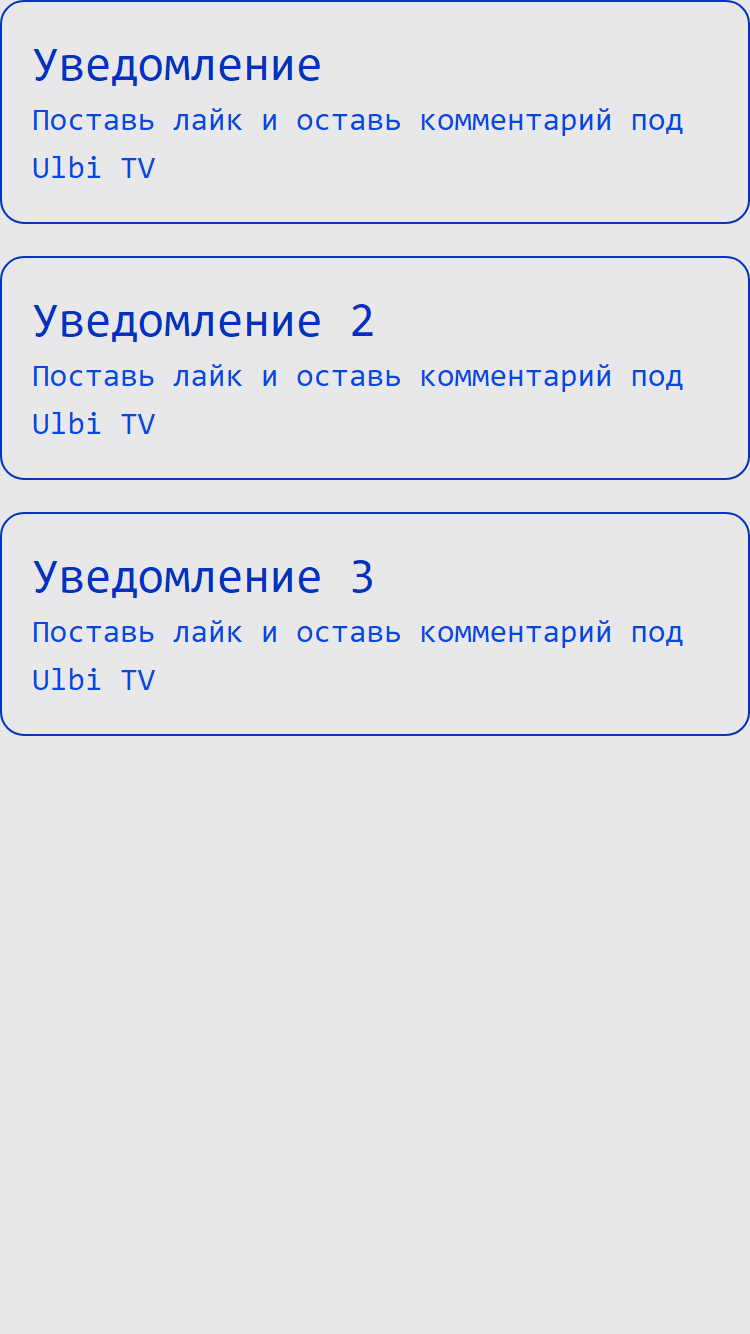 Уведомление
Поставь лайк и оставь комментарий под
Ulbi TV
Уведомление 2
Поставь лайк и оставь комментарий под
Ulbi TV
Уведомление 3
Поставь лайк и оставь комментарий под
Ulbi TV